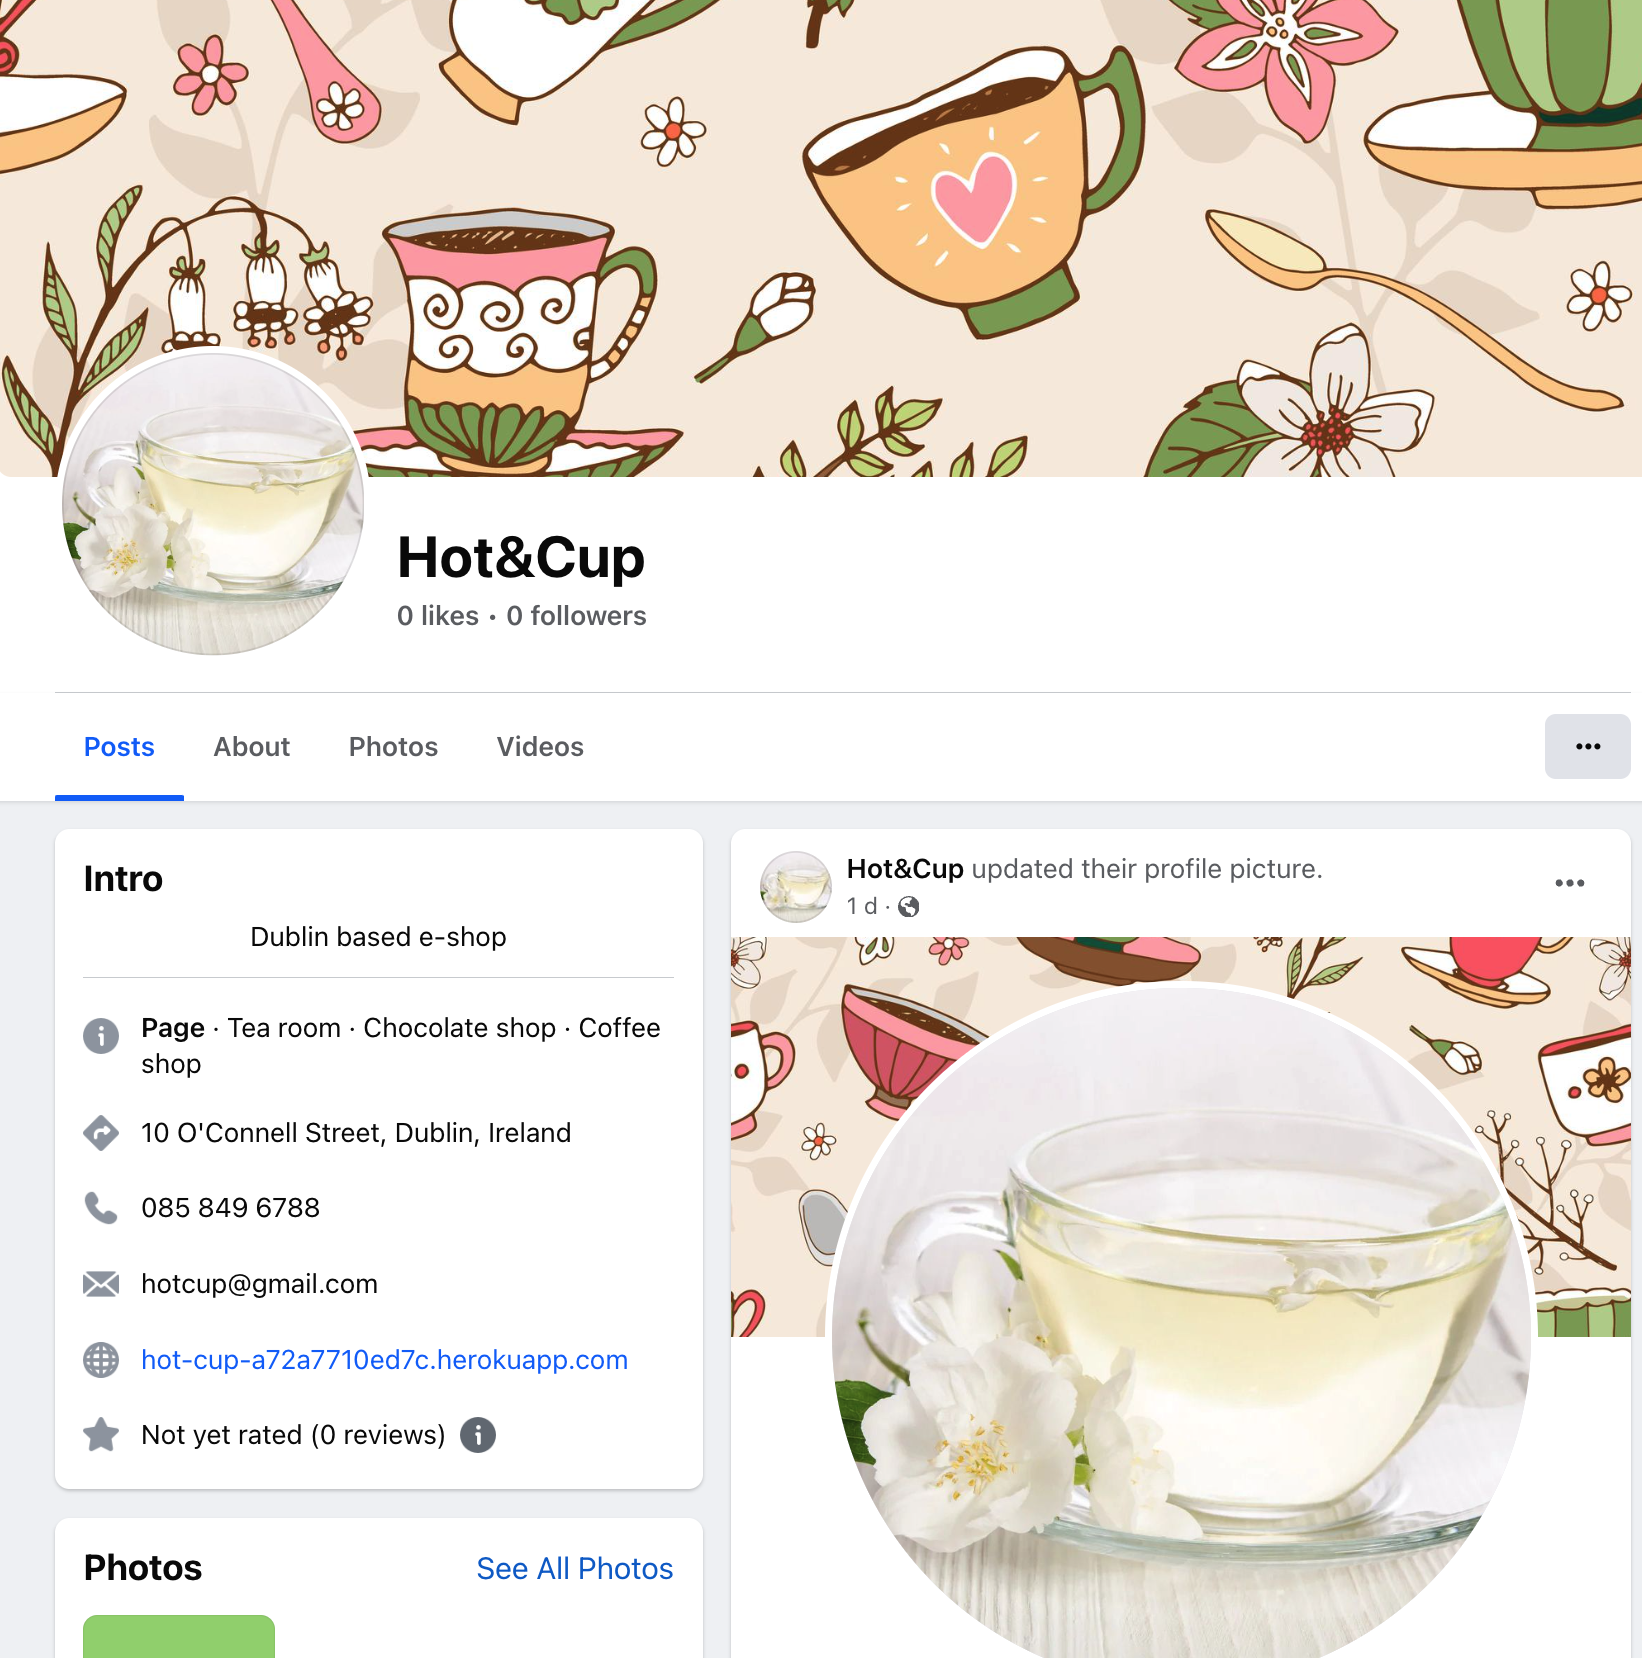 Hot&Cup
0 likes • 0 followers
Posts
About
Photos
Videos
Intro
Dublin based e-shop
Page · Tea room · Chocolate shop · Coffee
shop
10 O'Connell Street, Dublin, Ireland
085 849 6788
hotcup@gmail.com
hot-cup-a72a7710ed7c.herokuapp.com
Not yet rated (0 reviews)
Photos
See All Photos
Hot&Cup updated their profile picture.
1 d ·